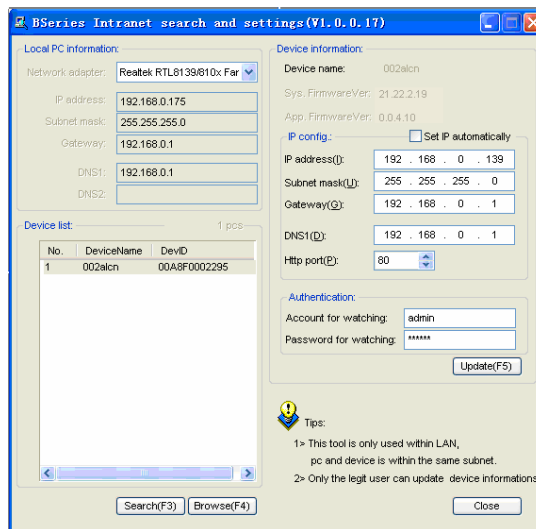 BSeries Intranet search and settings(V1.0.0.17)
Local PC information:
Network adapter: Realtek RTL8139/810x Far
IP address: 192.168.0.175
Subnet mask: 255.255.255.0
Gateway: 192.168.0.1
DNS1: 192.168.0.1
DNS2:
Device list: 1 pcs
No. DeviceName DevID
1 002alcn 00A8F0002295
Search(F3) Browse(F4)
Device information:
Device name: 002alcn
Sys. FirmwareVer: 21.22.2.19
App. FirmwareVer: 0.0.4.10
IP config.: Set IP automatically
IP address(I): 192 . 168 . 0 . 139
Subnet mask(U): 255 . 255 . 255 . 0
Gateway(G): 192 . 168 . 0 . 1
DNS1(D): 192 . 168 . 0 . 1
Http port(P): 80
Authentication:
Account for watching: admin
Password for watching: ******
Update(F5)
Tips:
1> This tool is only used within LAN,
pc and device is within the same subnet.
2> Only the legit user can update device informations
Close